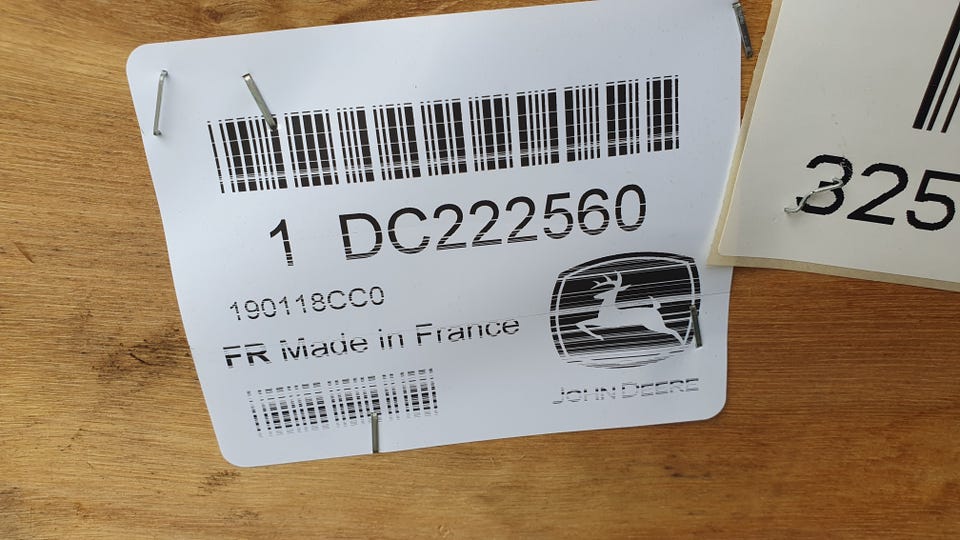 1 DC222560
190118CC0
FR Made in France
JOHN DEERE
325